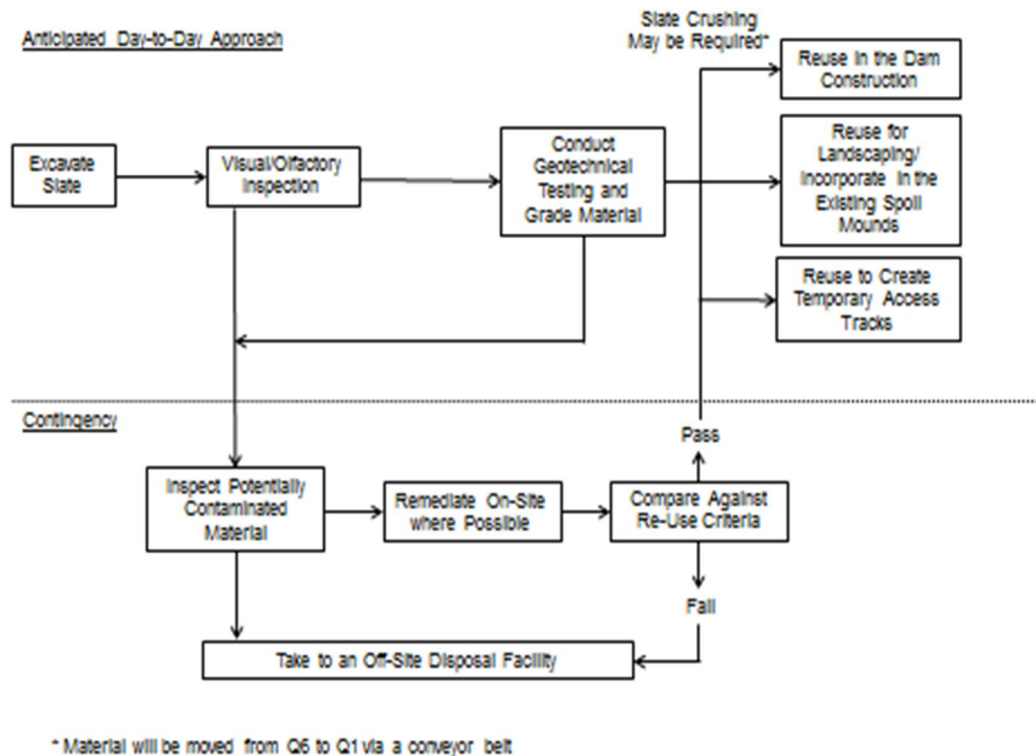 Anticipated Day-to-Day Approach
Slate Crushing
May be Required*
Reuse in the Dam
Construction
Excavate
Slate
Visual/Olfactory
Inspection
Conduct
Geotechnical
Testing and
Grade Material
Reuse for
Landscaping/
Incorporate in the
Existing Spoil
Mounds
Reuse to Create
Temporary Access
Tracks
Contingency
Pass
Inspect Potentially
Contaminated
Material
Remediate On-Site
where Possible
Compare Against
Re-Use Criteria
Fail
Take to an Off-Site Disposal Facility
* Material will be moved from Q6 to Q1 via a conveyor belt